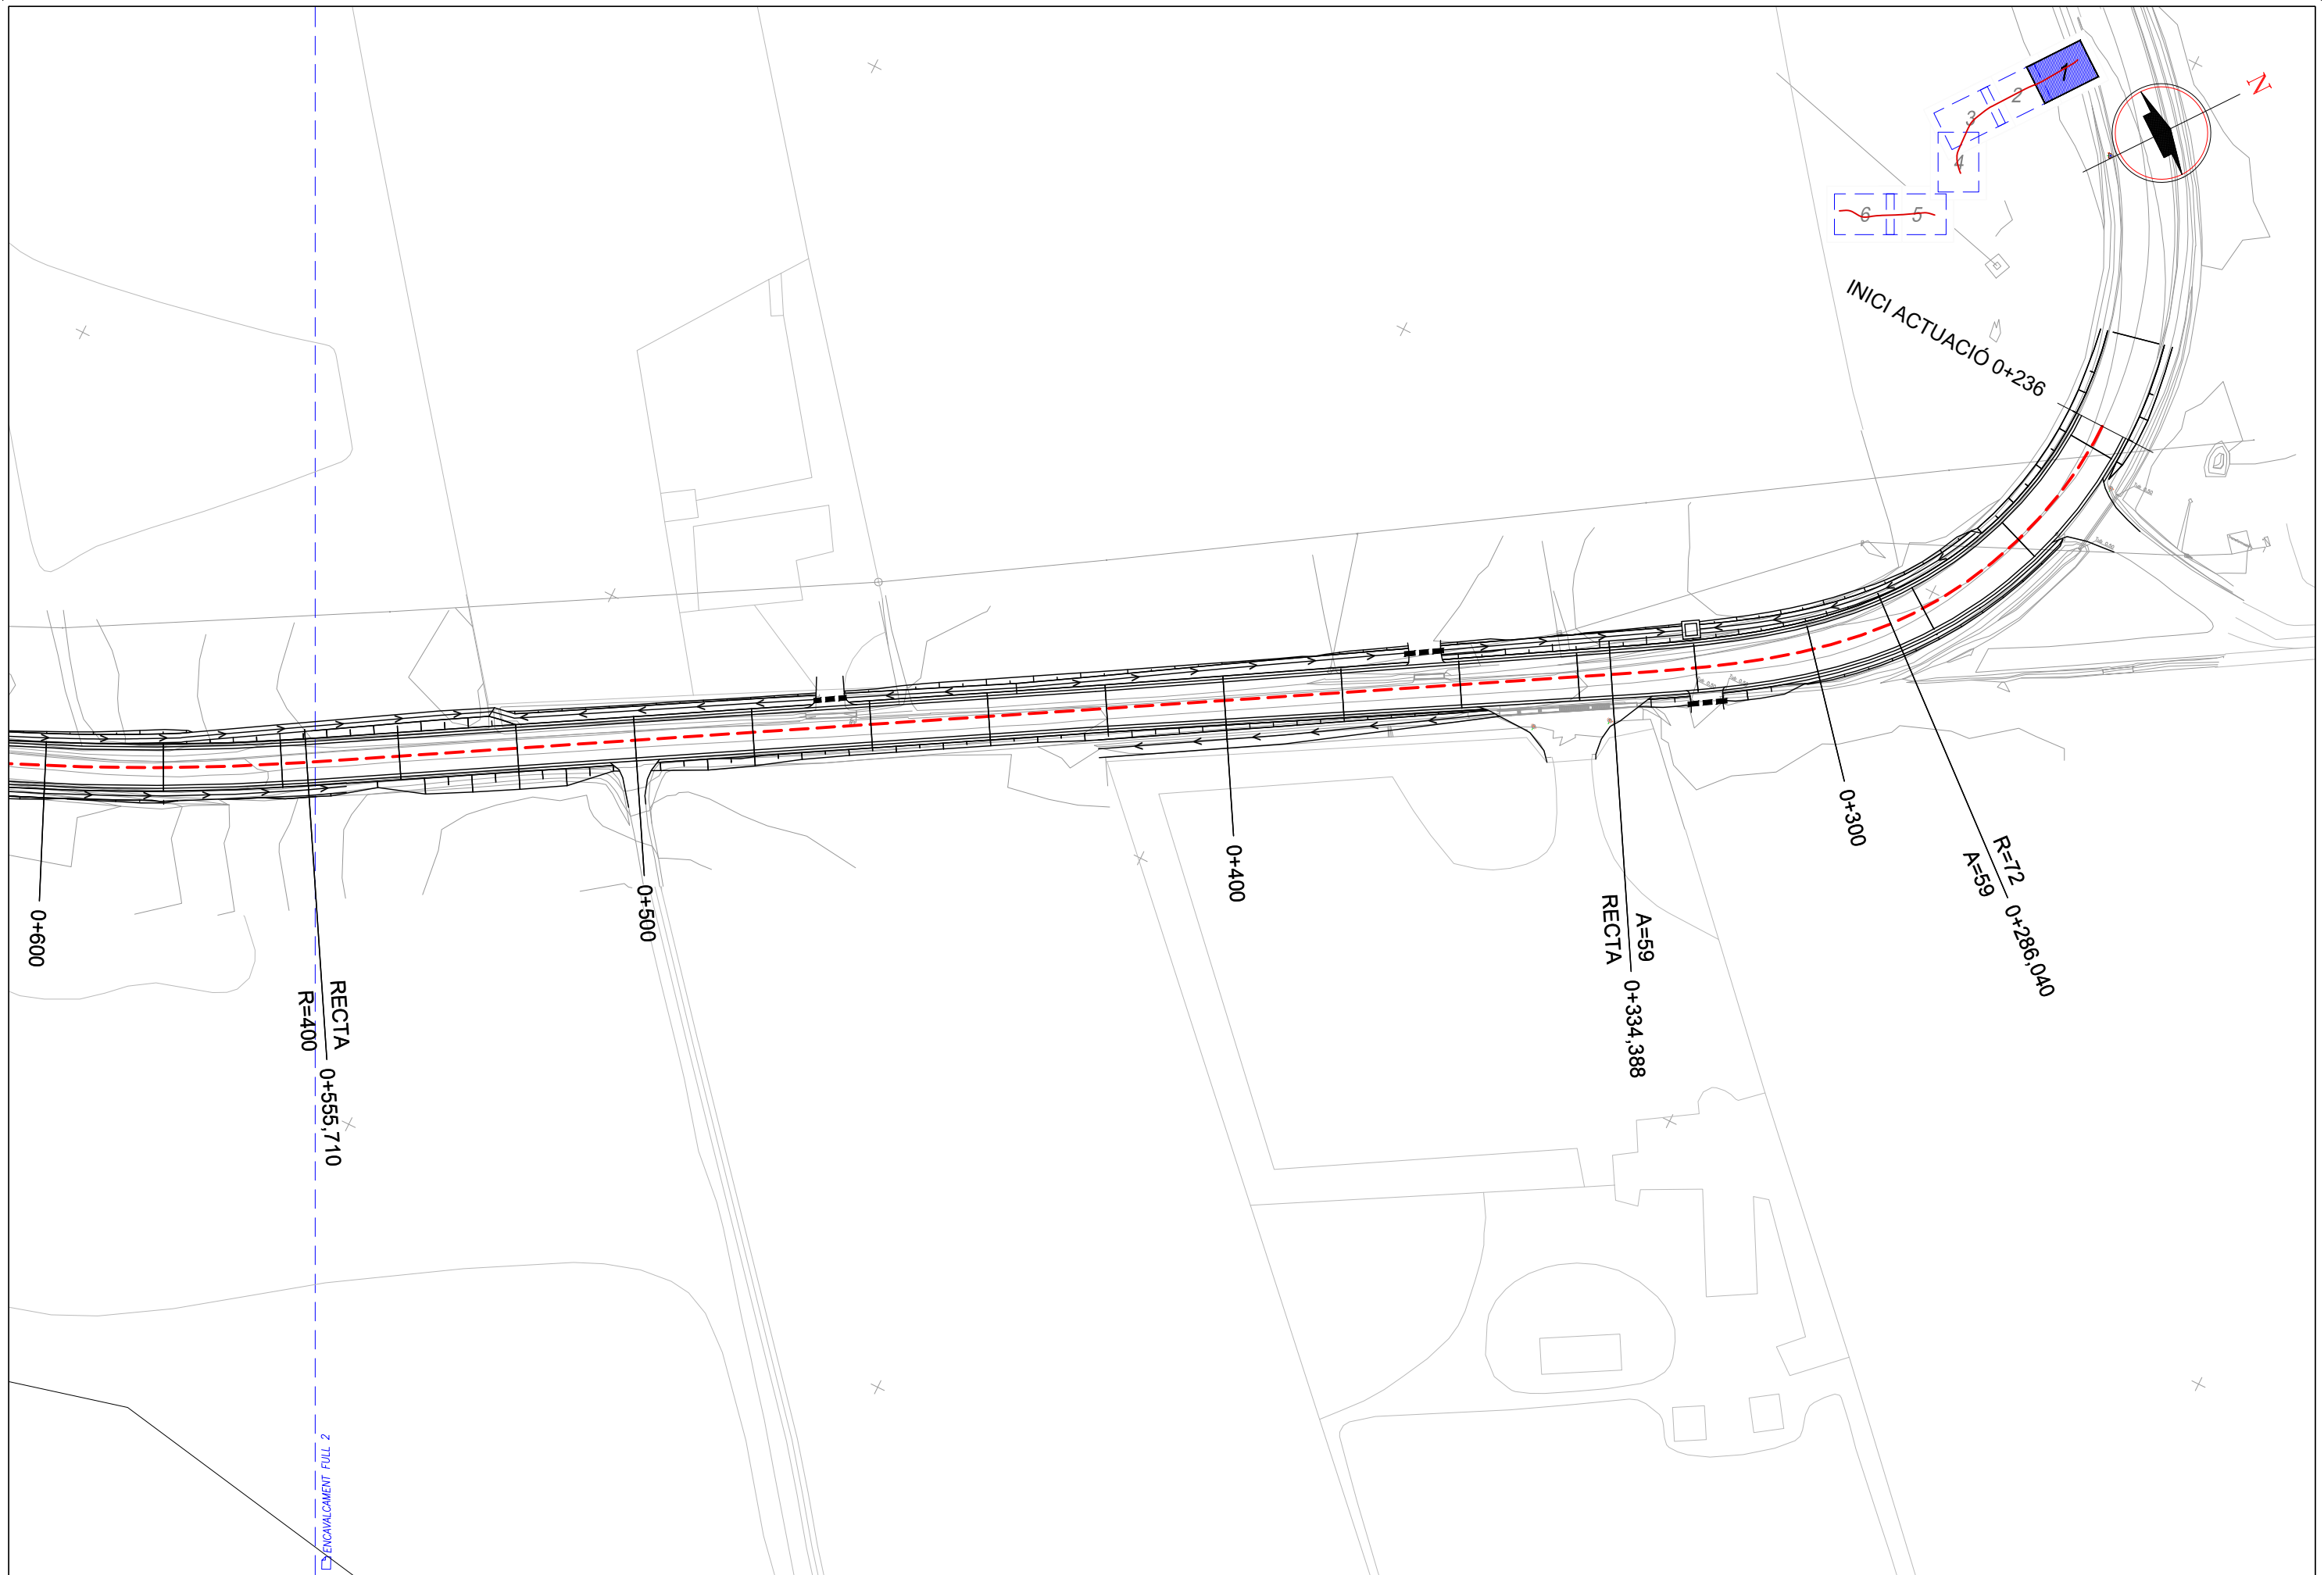 N
1
2
3
4
5
6
INICI ACTUACIÓ 0+236
R=72
A=59
0+286,040
0+300
A=59
RECTA
0+334,388
0+400
0+500
RECTA
R=400
0+555,710
0+600
ENCAVALCAMENT FULL 2